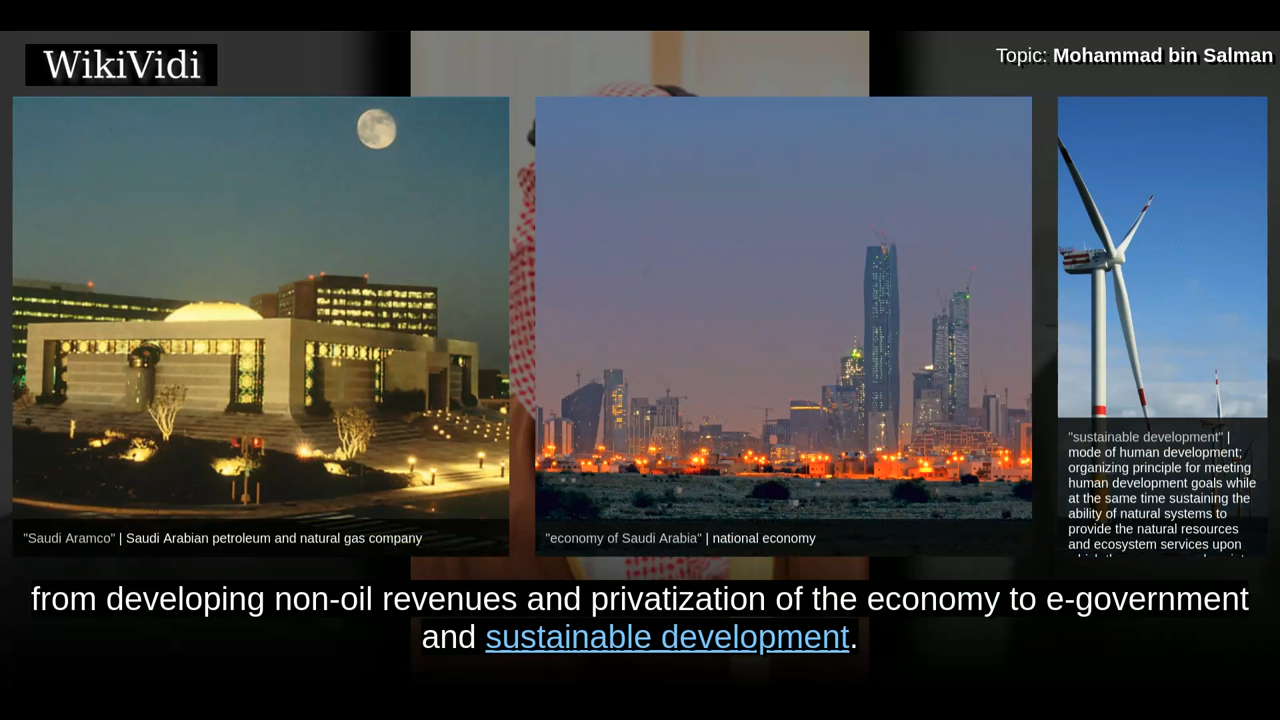 WikiVidi
Topic: Mohammad bin Salman
"Saudi Aramco" | Saudi Arabian petroleum and natural gas company
"economy of Saudi Arabia" | national economy
"sustainable development" |
mode of human development;
organizing principle for meeting
human development goals while
at the same time sustaining the
ability of natural systems to
provide the natural resources
and ecosystem services upon
from developing non-oil revenues and privatization of the economy to e-government
and sustainable development.